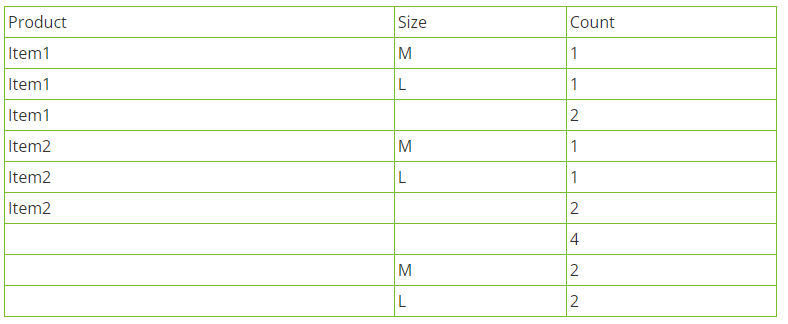 Product Size Count
Item1 M 1
Item1 L 1
Item1 2
Item2 M 1
Item2 L 1
Item2 2
4
M 2
L 2